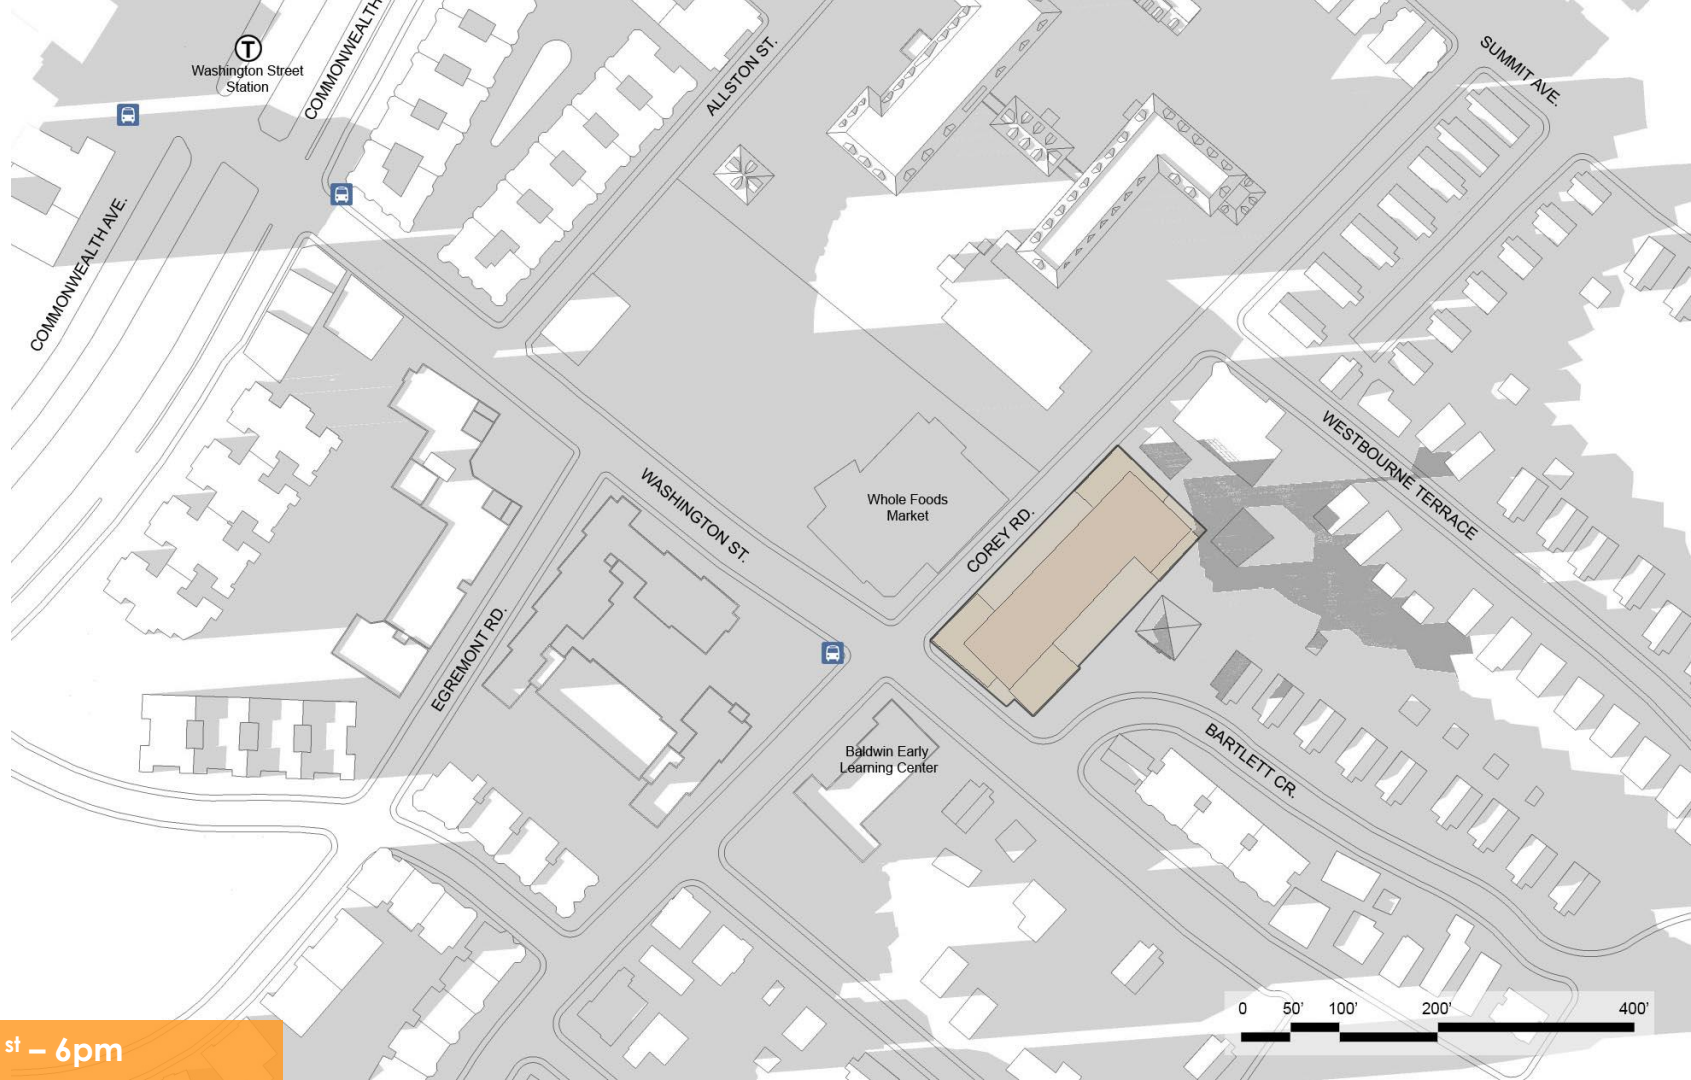 T
Washington Street
Station
COMMONWEALTH
ALLSTON ST.
SUMMIT AVE.
COMMONWEALTH AVE.
WESTBOURNE TERRACE
WASHINGTON ST.
Whole Foods
Market
COREY RD.
EGREMONT RD.
Baldwin Early
Learning Center
BARTLETT CR.
0 50' 100' 200' 400'
st – 6pm